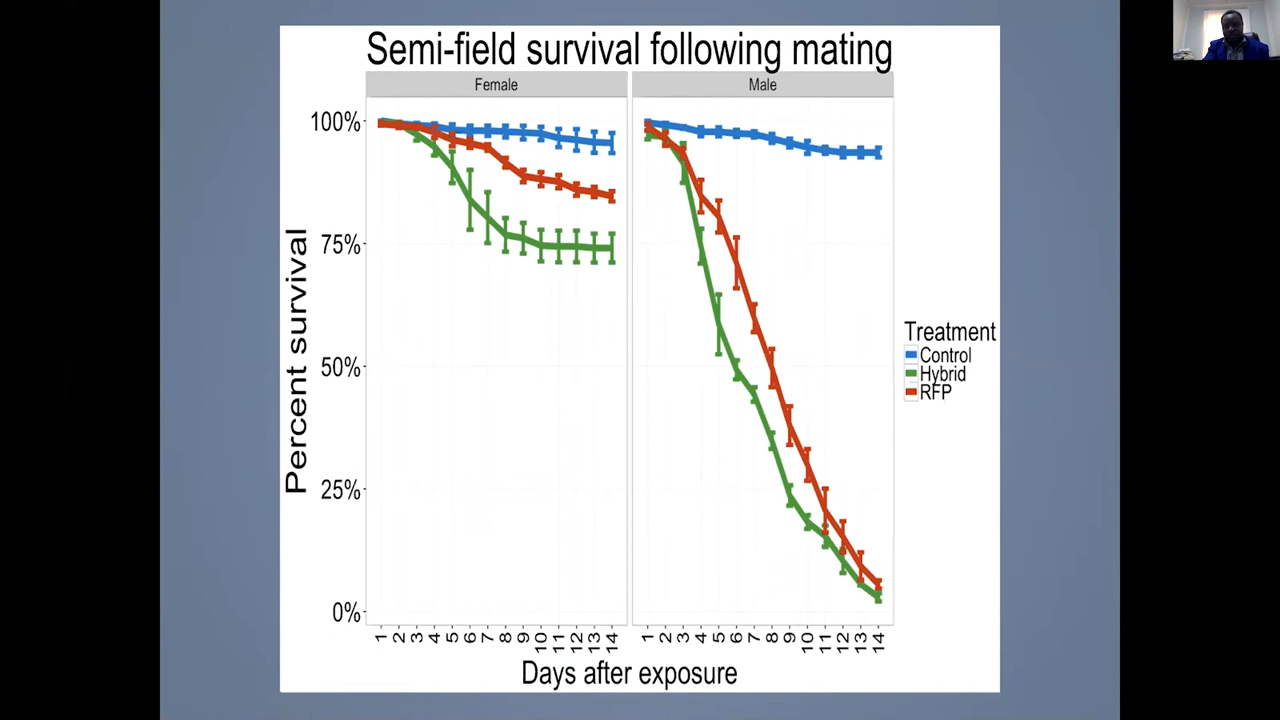 Semi-field survival following mating
Female
Male
100%
75%
50%
25%
0%
Percent survival
1 2 3 4 5 6 7 8 9 10 11 12 13 14
1 2 3 4 5 6 7 8 9 10 11 12 13 14
Days after exposure
Treatment
Control
Hybrid
RFP